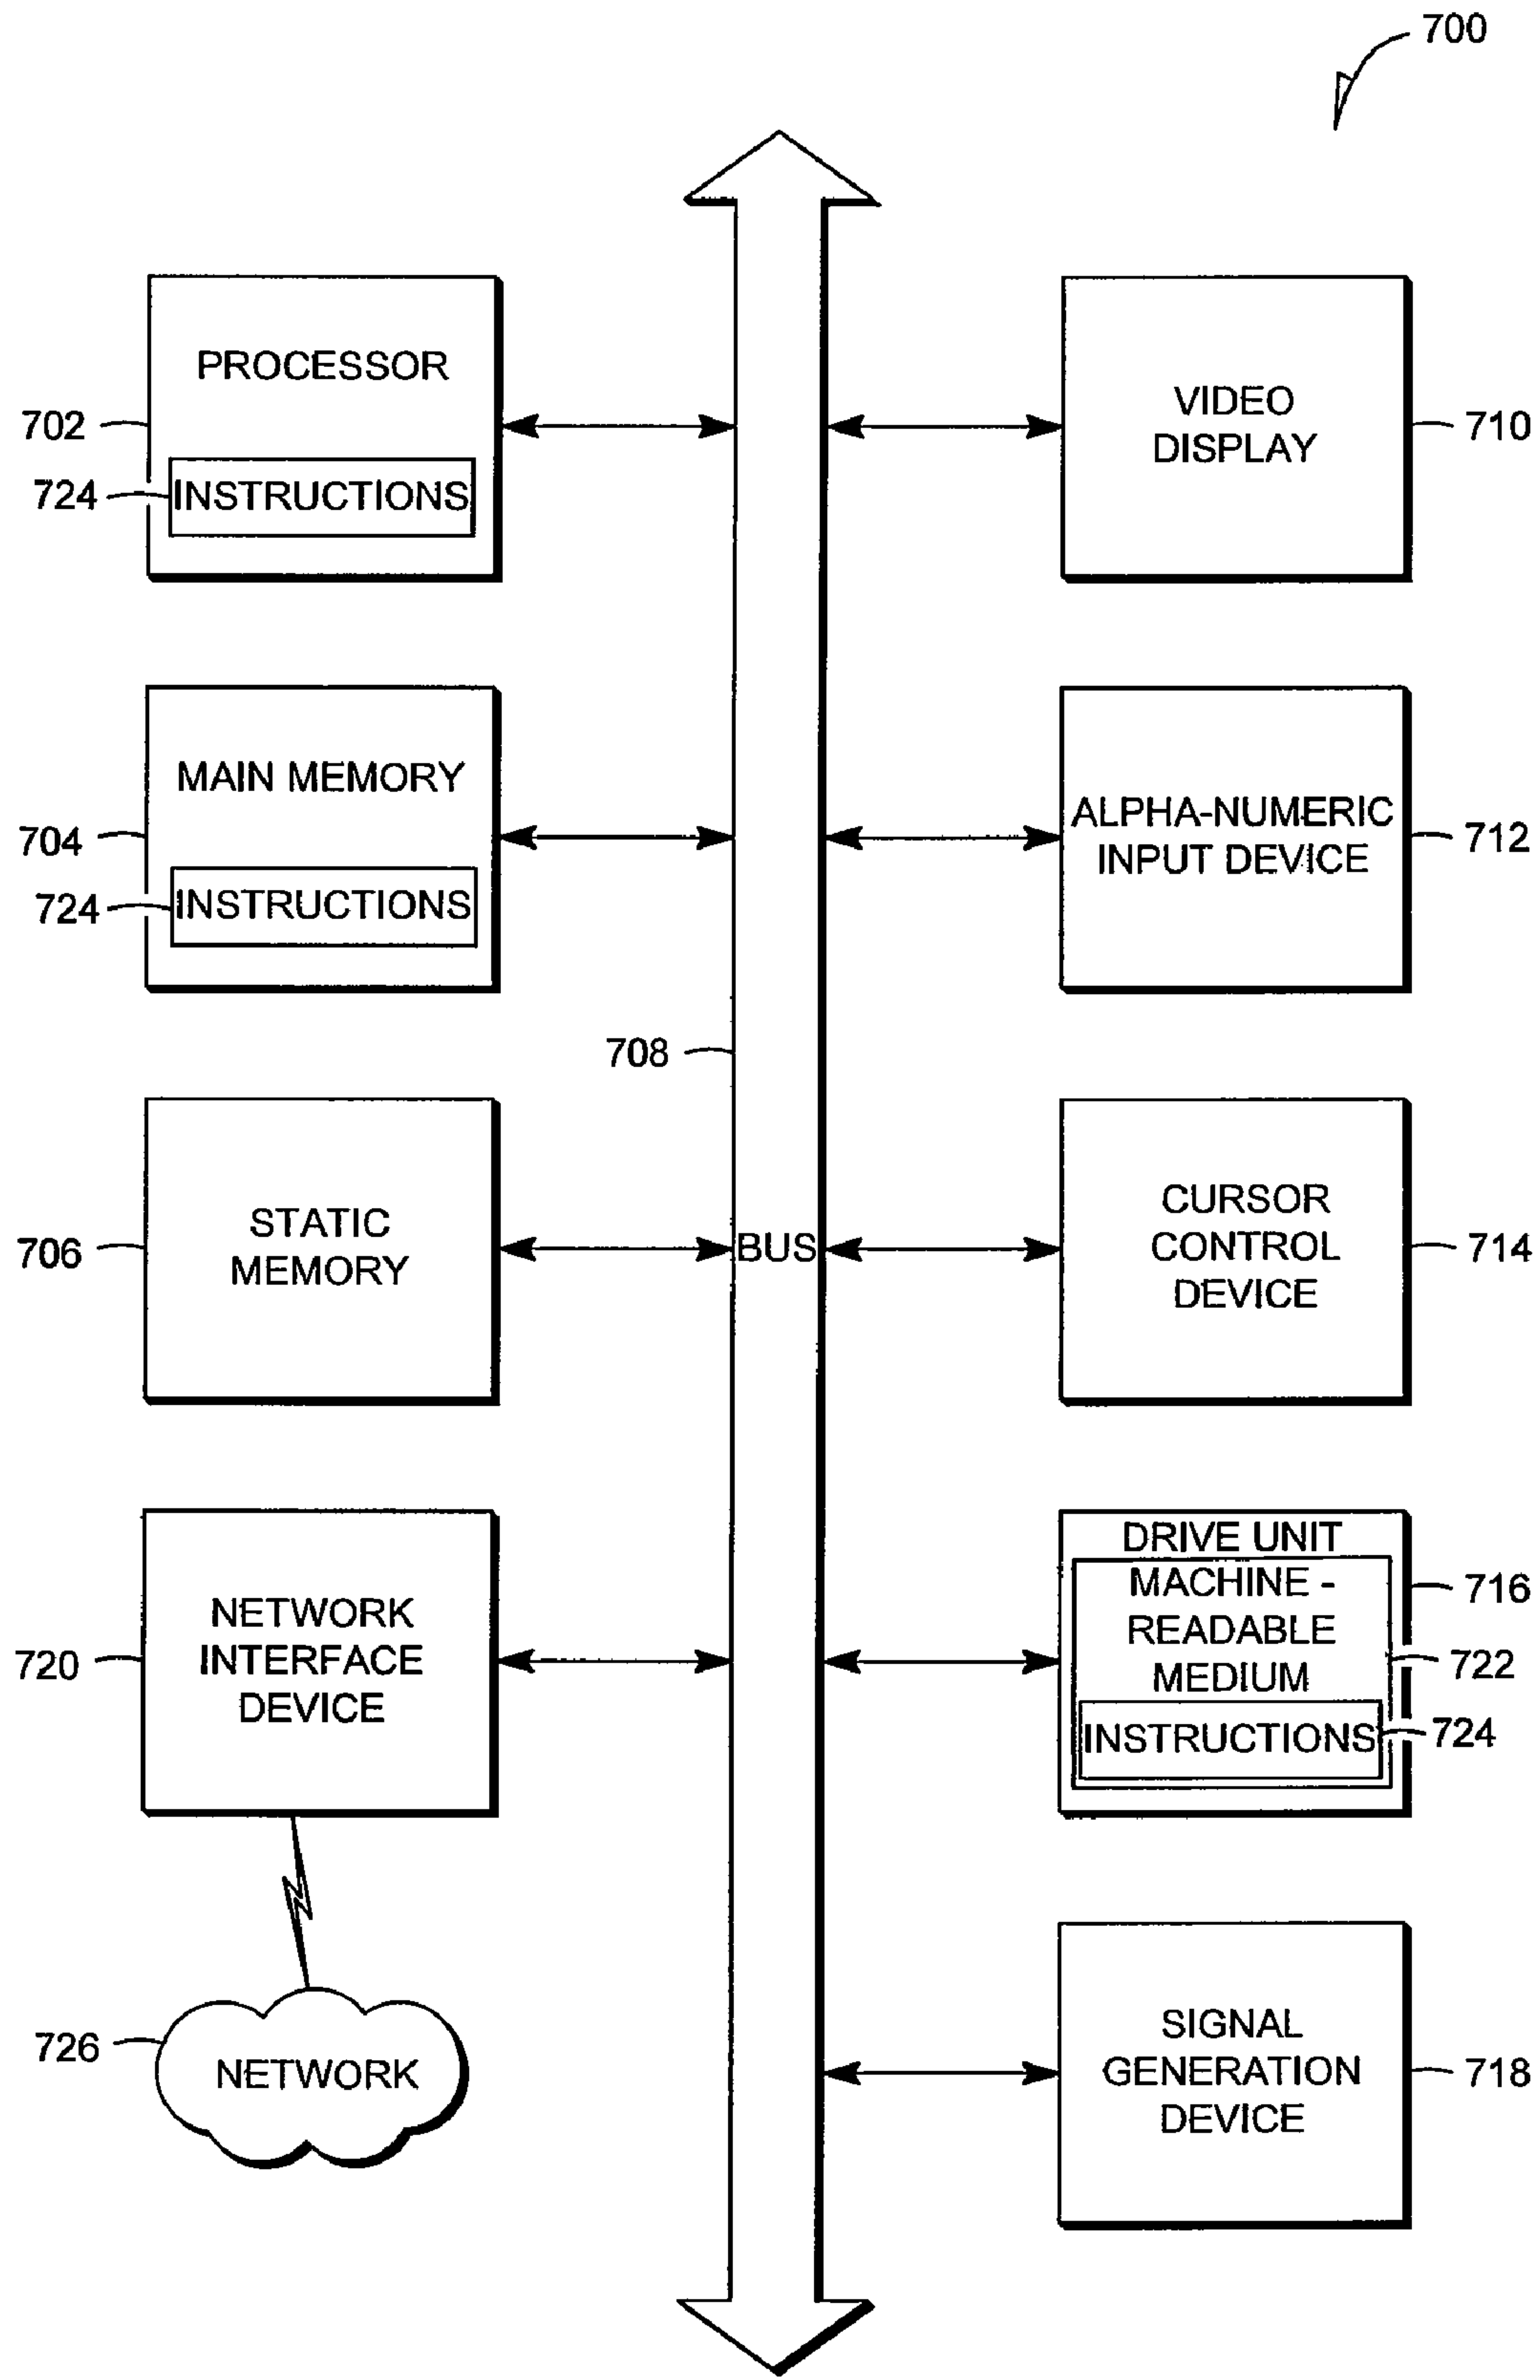 700
PROCESSOR
702
724
INSTRUCTIONS
VIDEO
DISPLAY
710
MAIN MEMORY
704
724
INSTRUCTIONS
ALPHA-NUMERIC
INPUT DEVICE
712
708
STATIC
MEMORY
706
BUS
CURSOR
CONTROL
DEVICE
714
NETWORK
INTERFACE
DEVICE
720
DRIVE UNIT
716
MACHINE -
READABLE
MEDIUM
722
INSTRUCTIONS
724
726
NETWORK
SIGNAL
GENERATION
DEVICE
718